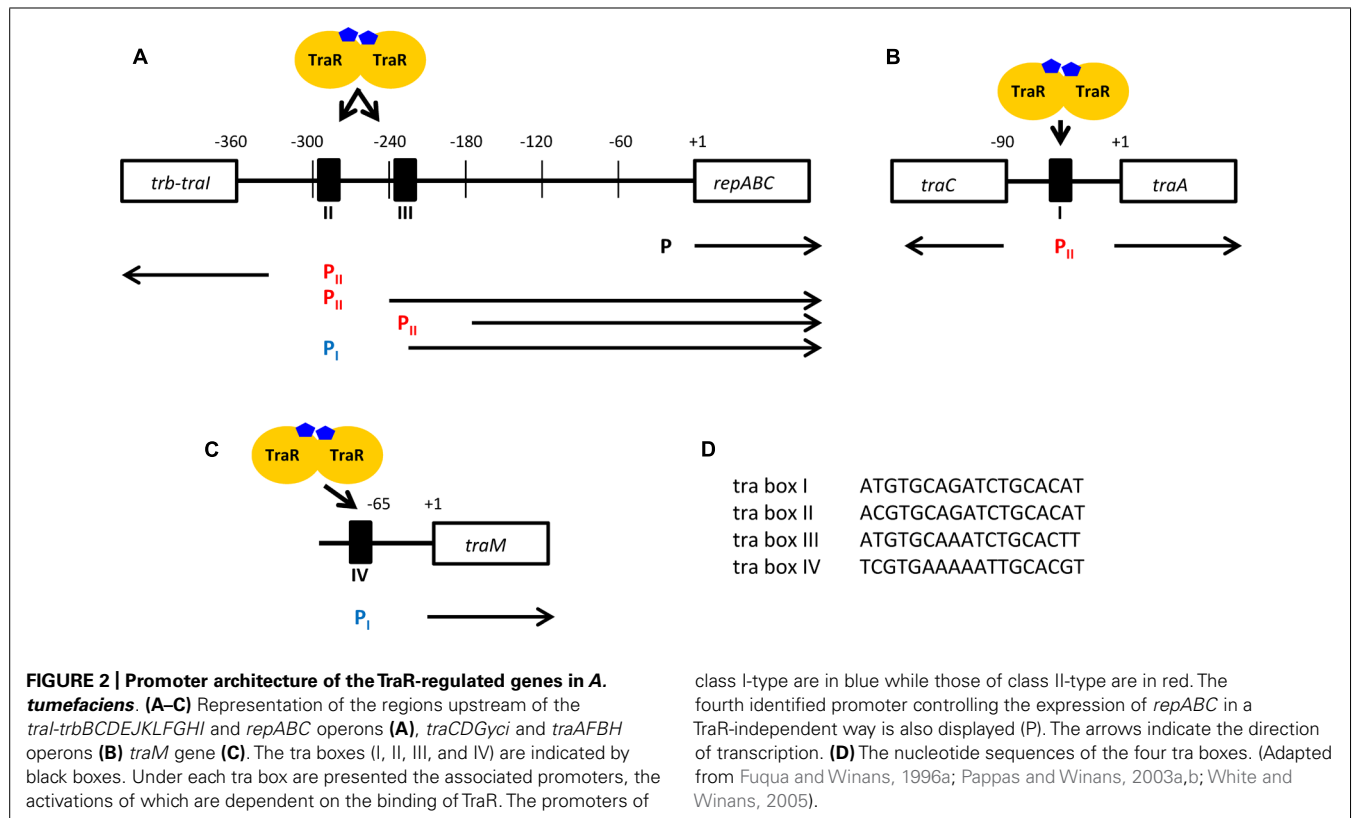 A
TraR TraR
-360 -300 -240 -180 -120 -60 +1
trb-traI repABC
II III
P
PII
PII
PII
PI
B
TraR TraR
-90 +1
traC traA
I
PII
C
TraR TraR
-65 +1
traM
IV
PI
D
tra box I ATGTGCAGATCTGCACAT
tra box II ACGTGCAGATCTGCACAT
tra box III ATGTGCAAATCTGCACTT
tra box IV TCGTGAAAAATTGCACGT
FIGURE 2 | Promoter architecture of the TraR-regulated genes in A.
tumefaciens. (A–C) Representation of the regions upstream of the
traI-trbBCDEJKLFGHI and repABC operons (A), traCDGyci and traAFBH
operons (B) traM gene (C). The tra boxes (I, II, III, and IV) are indicated by
black boxes. Under each tra box are presented the associated promoters, the
activations of which are dependent on the binding of TraR. The promoters of
class I-type are in blue while those of class II-type are in red. The
fourth identified promoter controlling the expression of repABC in a
TraR-independent way is also displayed (P). The arrows indicate the direction
of transcription. (D) The nucleotide sequences of the four tra boxes. (Adapted
from Fuqua and Winans, 1996a; Pappas and Winans, 2003a,b; White and
Winans, 2005).